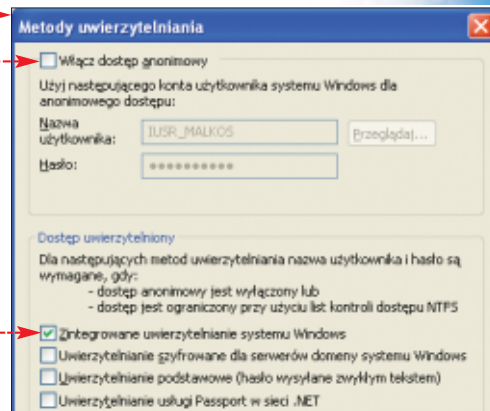 Metody uwierzytelniania
Włącz dostęp anonimowy
Użyj następującego konta użytkownika systemu Windows dla
anonimowego dostępu:
Nazwa
użytkownika:
IUSR_MALKOS
Przeglądaj...
Hasło:
●●●●●●●●●●
Dostęp uwierzytelniony
Dla następujących metod uwierzytelniania nazwa użytkownika i hasło są
wymagane, gdy:
- dostęp anonimowy jest wyłączony lub
- dostęp jest ograniczony przy użyciu list kontroli dostępu NTFS
Zintegrowane uwierzytelnianie systemu Windows
Uwierzytelnianie szyfrowane dla serwerów domeny systemu Windows
Uwierzytelnianie podstawowe (hasło wysyłane zwykłym tekstem)
Uwierzytelnianie usługi Passport w sieci .NET